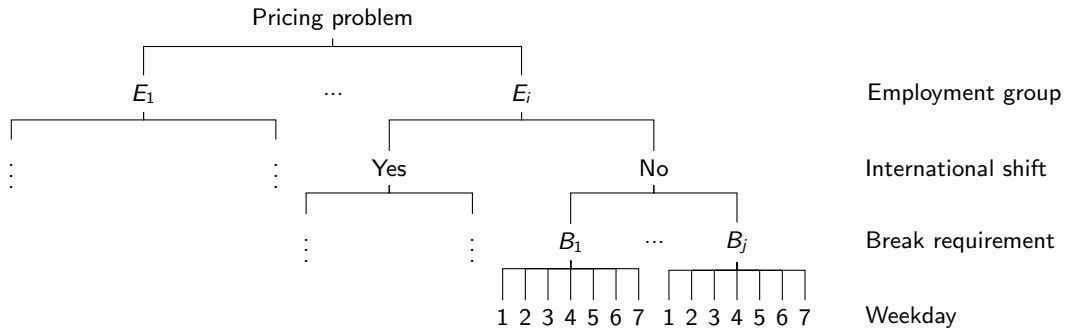 Pricing problem
E₁ ... Eᵢ Employment group
⋮ ⋮ Yes No International shift
⋮ ⋮ B₁ ... Bⱼ Break requirement
1 2 3 4 5 6 7 1 2 3 4 5 6 7 Weekday